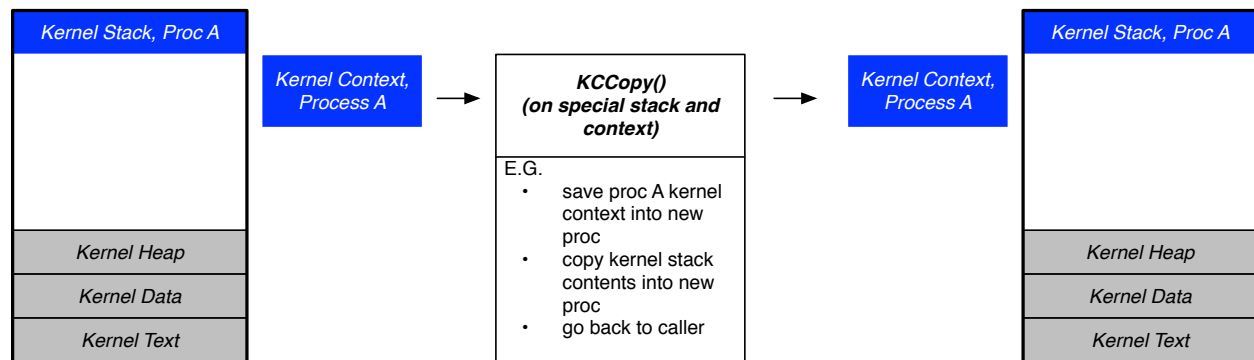 Kernel Stack, Proc A
Kernel Heap
Kernel Data
Kernel Text
Kernel Context,
Process A
KCCopy()
(on special stack and
context)
E.G.
• save proc A kernel
context into new
proc
• copy kernel stack
contents into new
proc
• go back to caller
Kernel Context,
Process A
Kernel Stack, Proc A
Kernel Heap
Kernel Data
Kernel Text